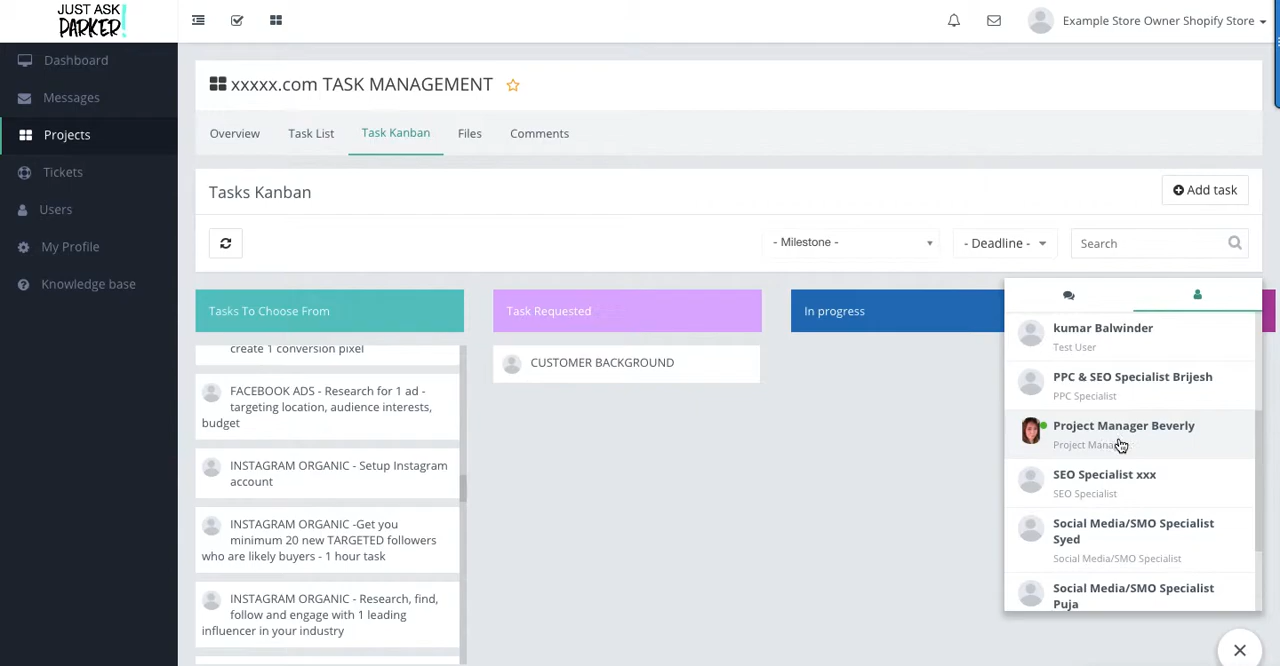 JUST ASK
PARKER!
Example Store Owner Shopify Store
Dashboard
Messages
Projects
Tickets
Users
My Profile
Knowledge base
xxxxx.com TASK MANAGEMENT
Overview
Task List
Task Kanban
Files
Comments
Tasks Kanban
Add task
- Milestone -
- Deadline -
Search
Tasks To Choose From
create 1 conversion pixel
FACEBOOK ADS - Research for 1 ad -
targeting location, audience interests,
budget
INSTAGRAM ORGANIC - Setup Instagram
account
INSTAGRAM ORGANIC -Get you
minimum 20 new TARGETED followers
who are likely buyers - 1 hour task
INSTAGRAM ORGANIC - Research, find,
follow and engage with 1 leading
influencer in your industry
Task Requested
CUSTOMER BACKGROUND
In progress
kumar Balwinder
Test User
PPC & SEO Specialist Brijesh
PPC Specialist
Project Manager Beverly
Project Mana
SEO Specialist xxx
SEO Specialist
Social Media/SMO Specialist
Syed
Social Media/SMO Specialist
Social Media/SMO Specialist
Puja